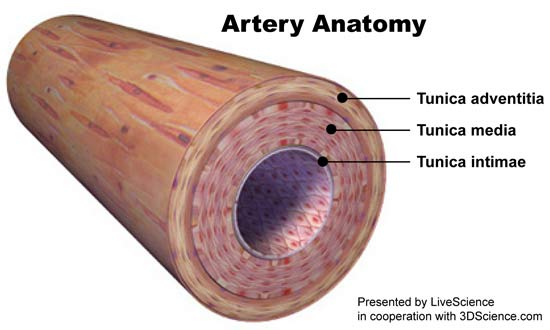 Artery Anatomy
Tunica adventitia
Tunica media
Tunica intimae
Presented by LiveScience
in cooperation with 3DScience.com